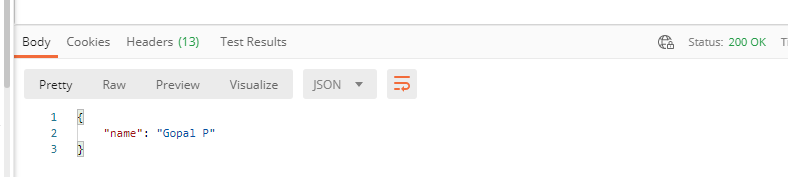 Body Cookies Headers (13) Test Results Status: 200 OK
Pretty Raw Preview Visualize JSON
1 {
2 "name": "Gopal P"
3 }